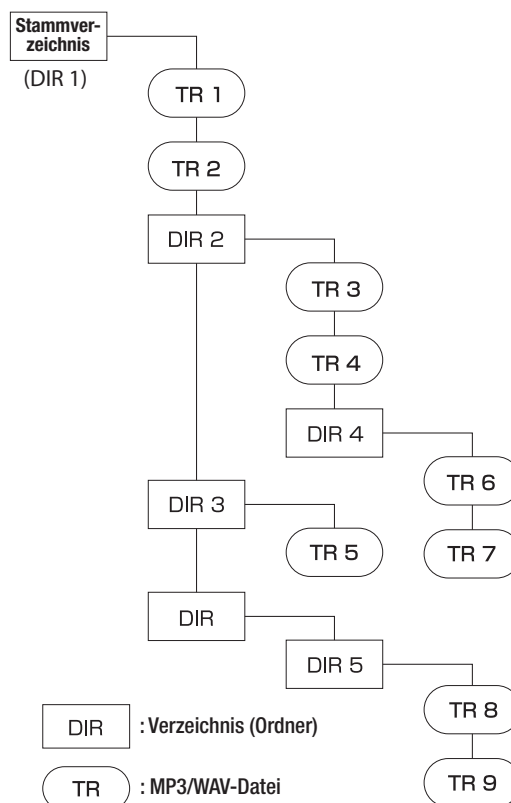 Stammver-
zeichnis
(DIR 1)
TR 1
TR 2
DIR 2
TR 3
TR 4
DIR 4
TR 6
DIR 3
TR 5
TR 7
DIR
DIR 5
TR 8
DIR : Verzeichnis (Ordner)
TR : MP3/WAV-Datei
TR 9